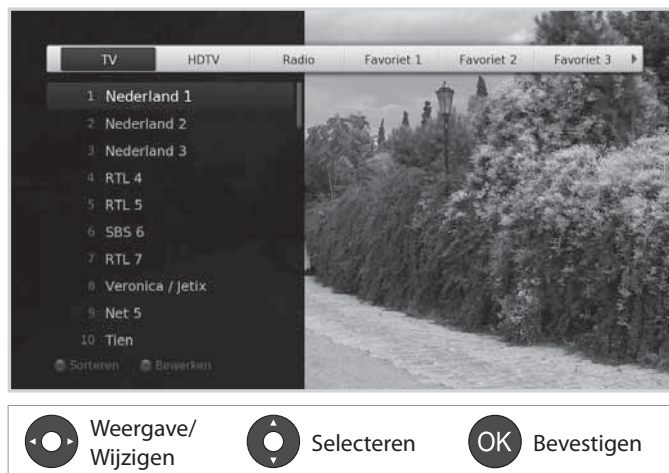 TV HDTV Radio Favoriet 1 Favoriet 2 Favoriet 3
1 Nederland 1
2 Nederland 2
3 Nederland 3
4 RTL 4
5 RTL 5
6 SBS 6
7 RTL 7
8 Veronica / Jetix
9 Net 5
10 Tien
Sorteren Bewerken
Weergave/
Wijzigen
Selecteren
OK
Bevestigen